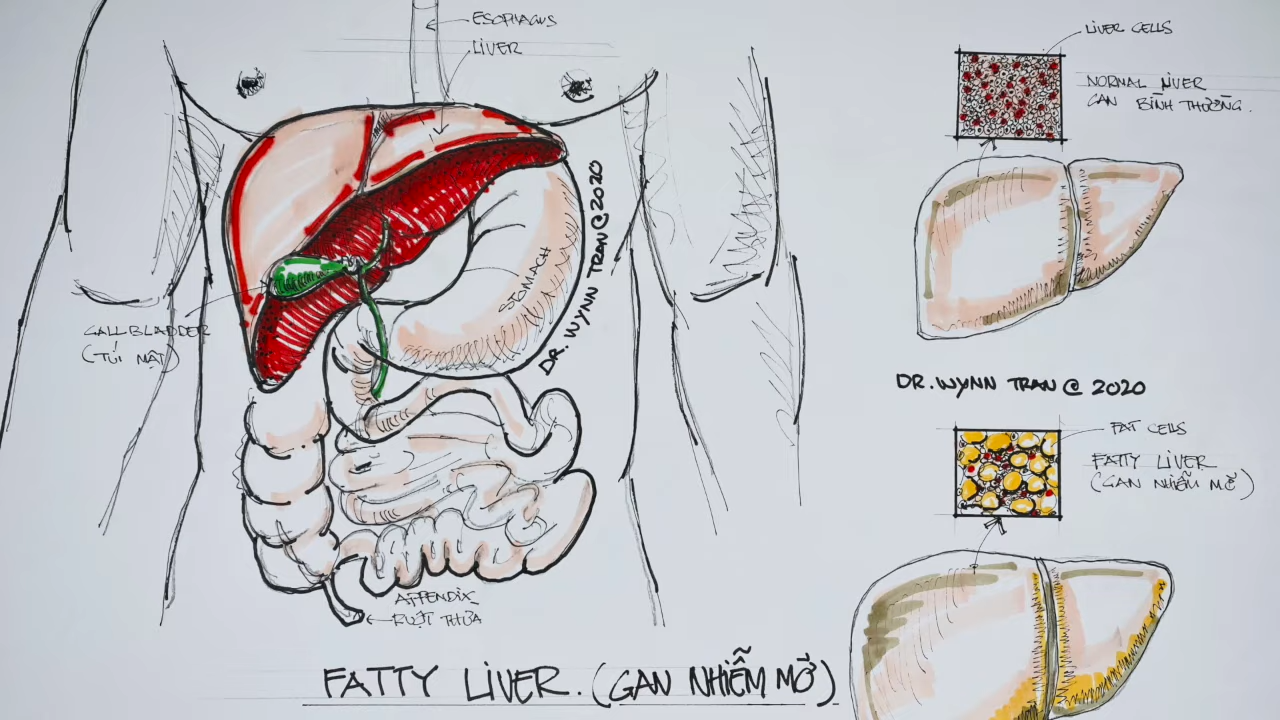 ESOPHAGUS
LIVER
GALLBLADDER
(TÚI MẬT)
STOMACH
DR. WYNN TRAN @ 2020
APPENDIX
RUỘT THỪA
FATTY LIVER. (GAN NHIỄM MỠ)
LIVER CELLS
NORMAL LIVER
GAN BÌNH THƯỜNG.
DR. WYNN TRAN @ 2020
FAT CELLS
FATTY LIVER
(GAN NHIỄM MỠ)